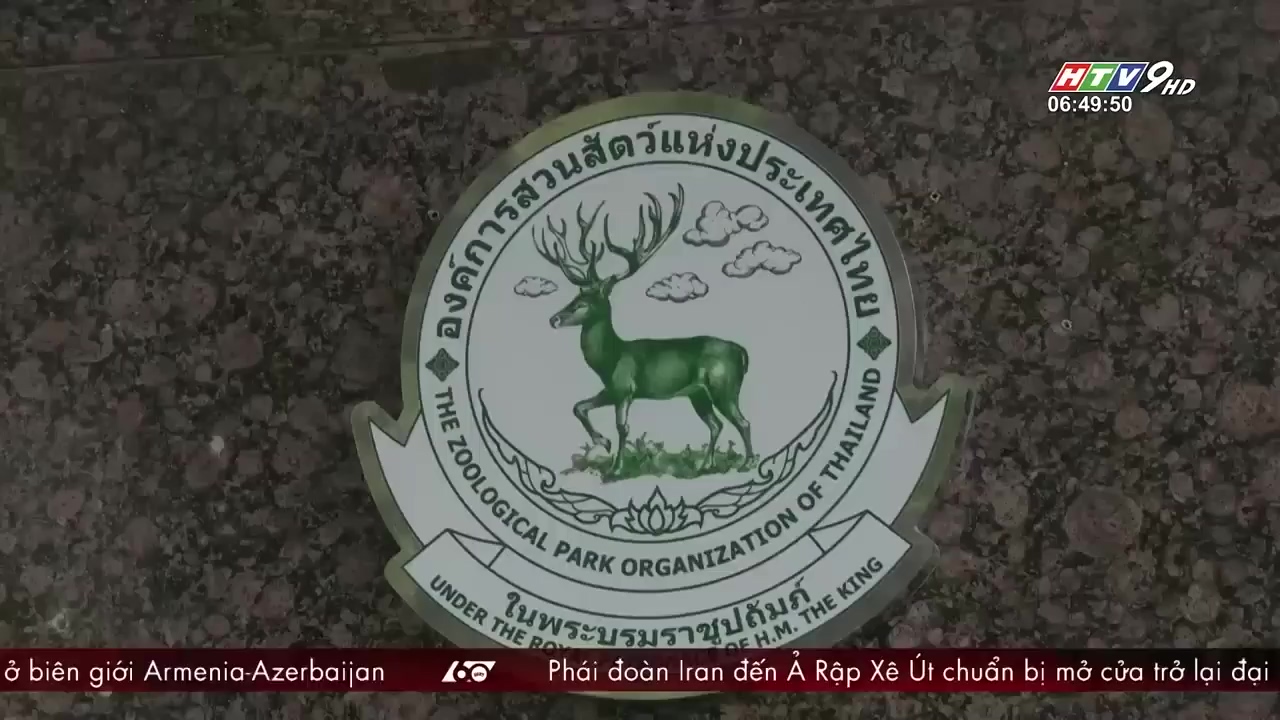 HTV9 HD
06:49:50
องค์การสวนสัตว์แห่งประเทศไทย
THE ZOOLOGICAL PARK ORGANIZATION OF THAILAND
ในพระบรมราชูปถัมภ์
UNDER THE OF H.M. THE KING
ở biên giới Armenia-Azerbaijan 60 Phái đoàn Iran đến Ả Rập Xê Út chuẩn bị mở cửa trở lại đại